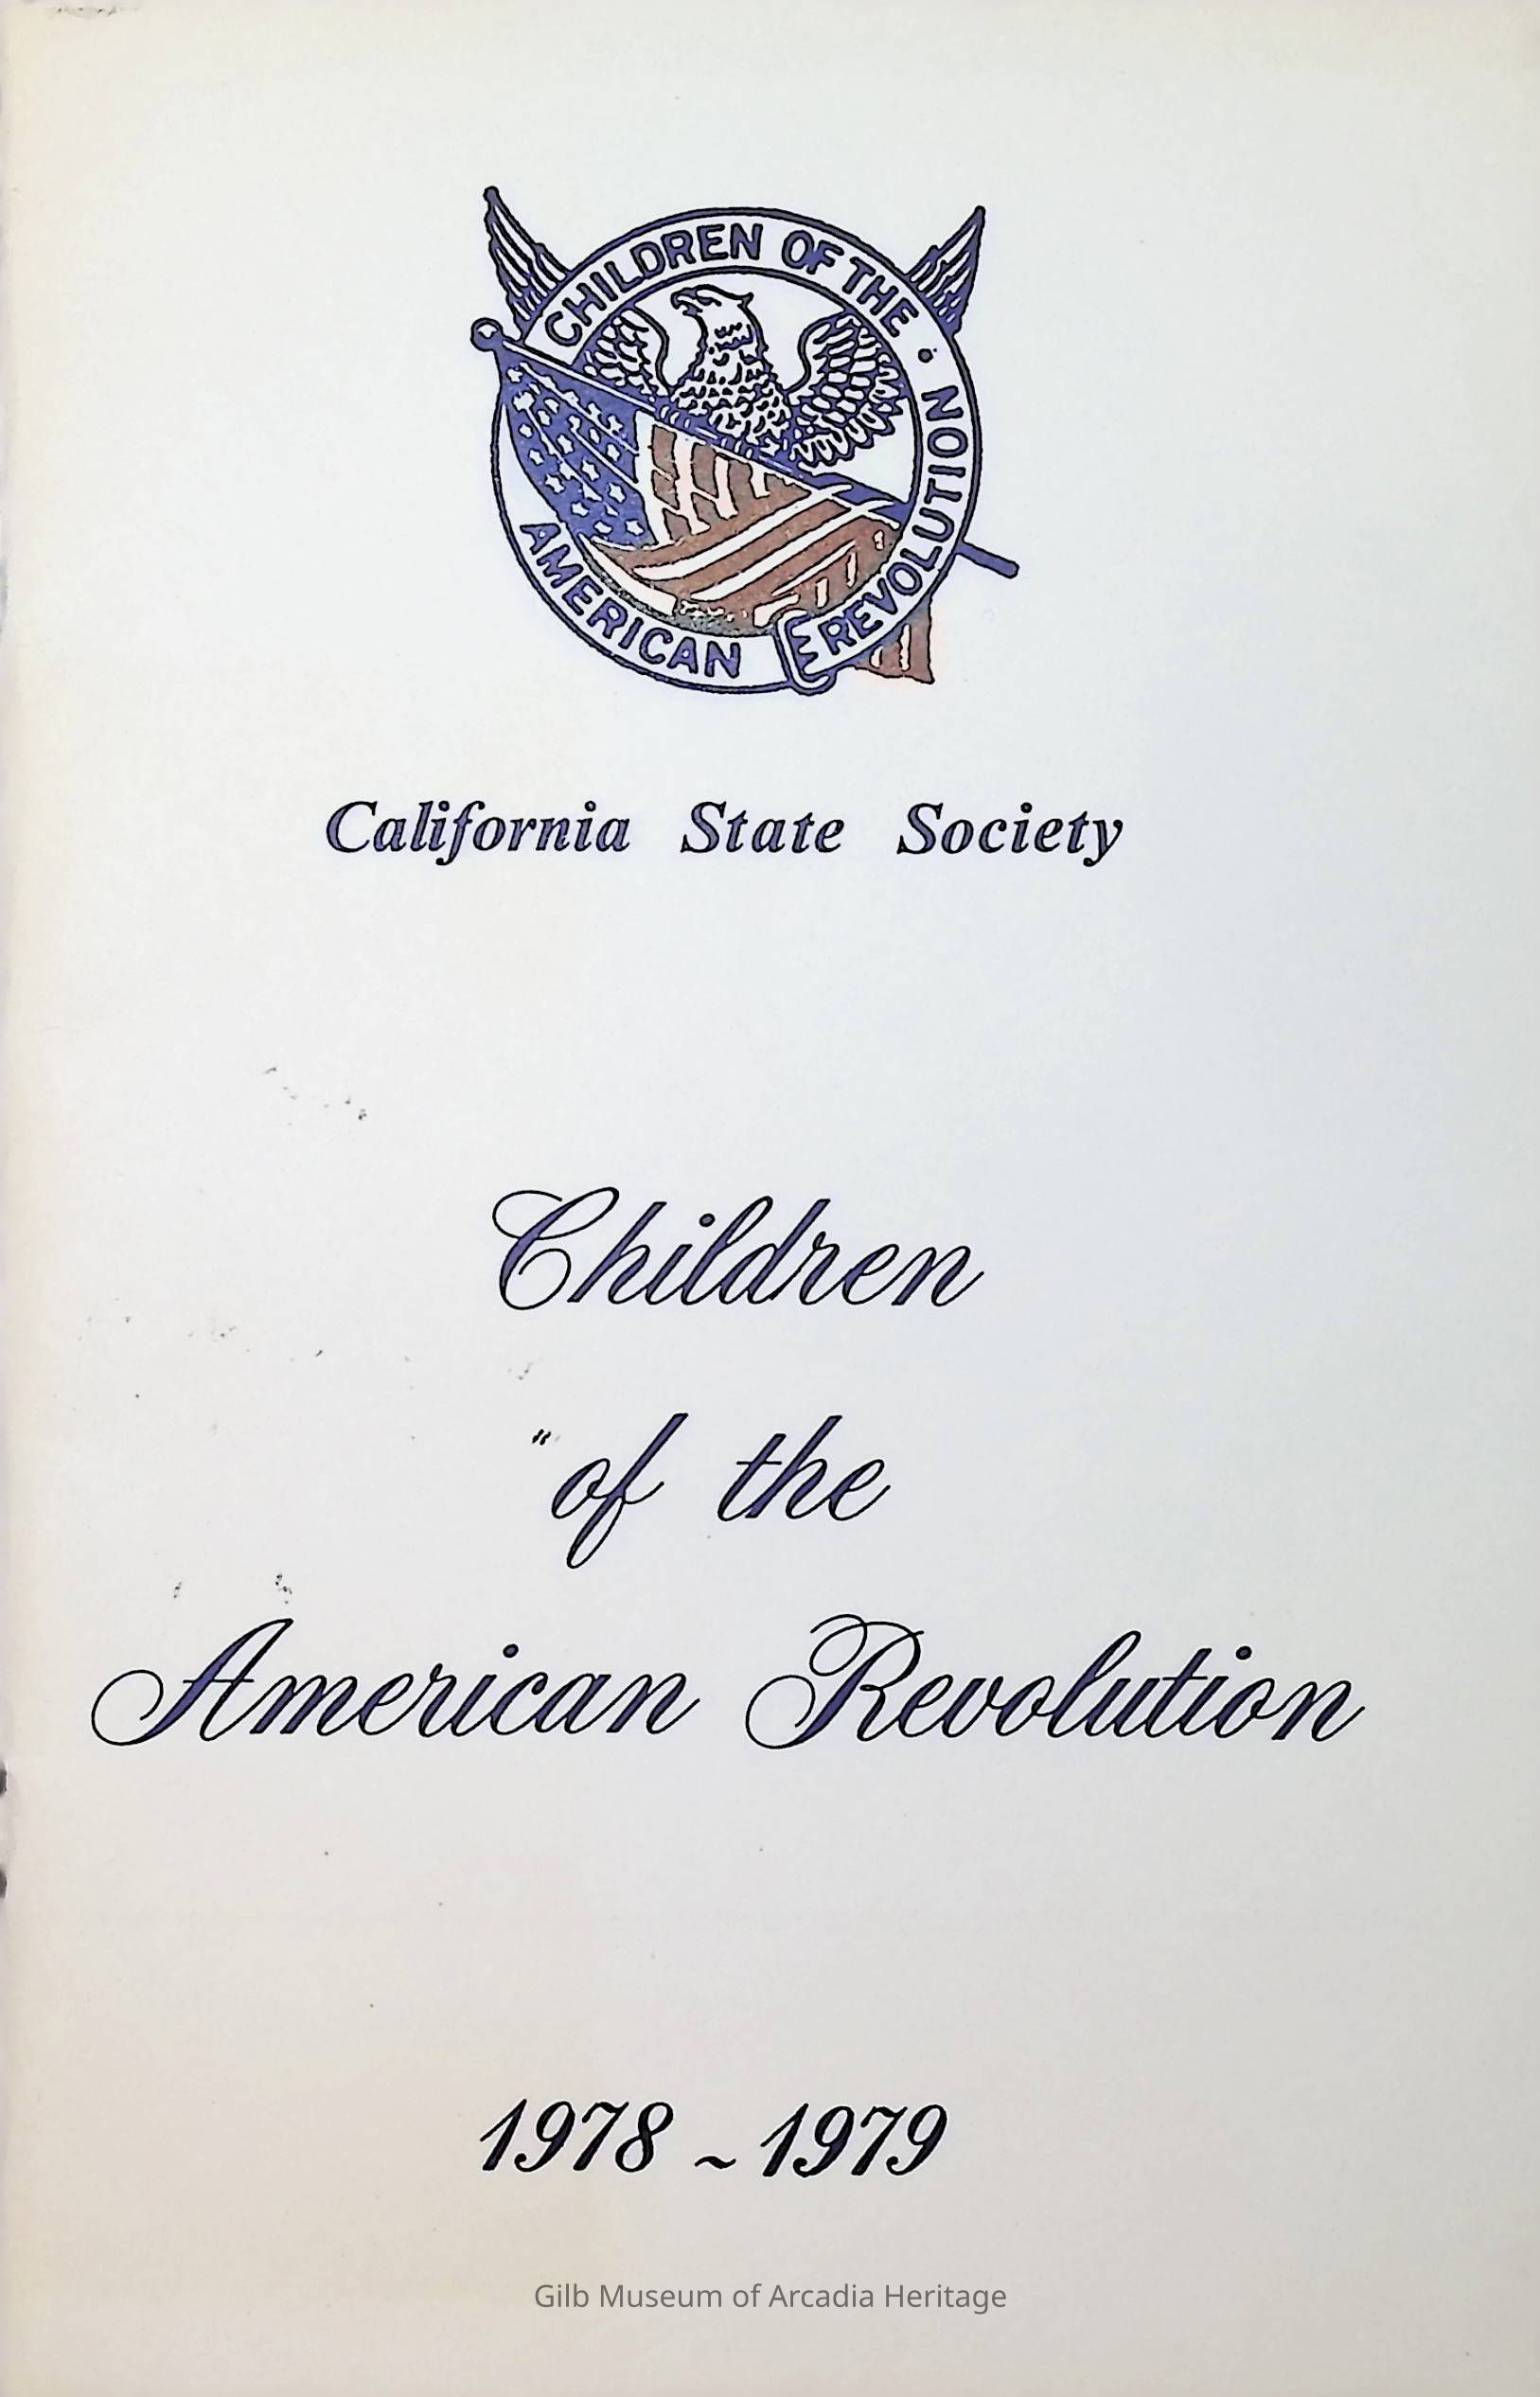 CHILDREN OF THE • AMERICAN REVOLUTION
California State Society
Children
of the
American Revolution
1978 ~ 1979
Gilb Museum of Arcadia Heritage